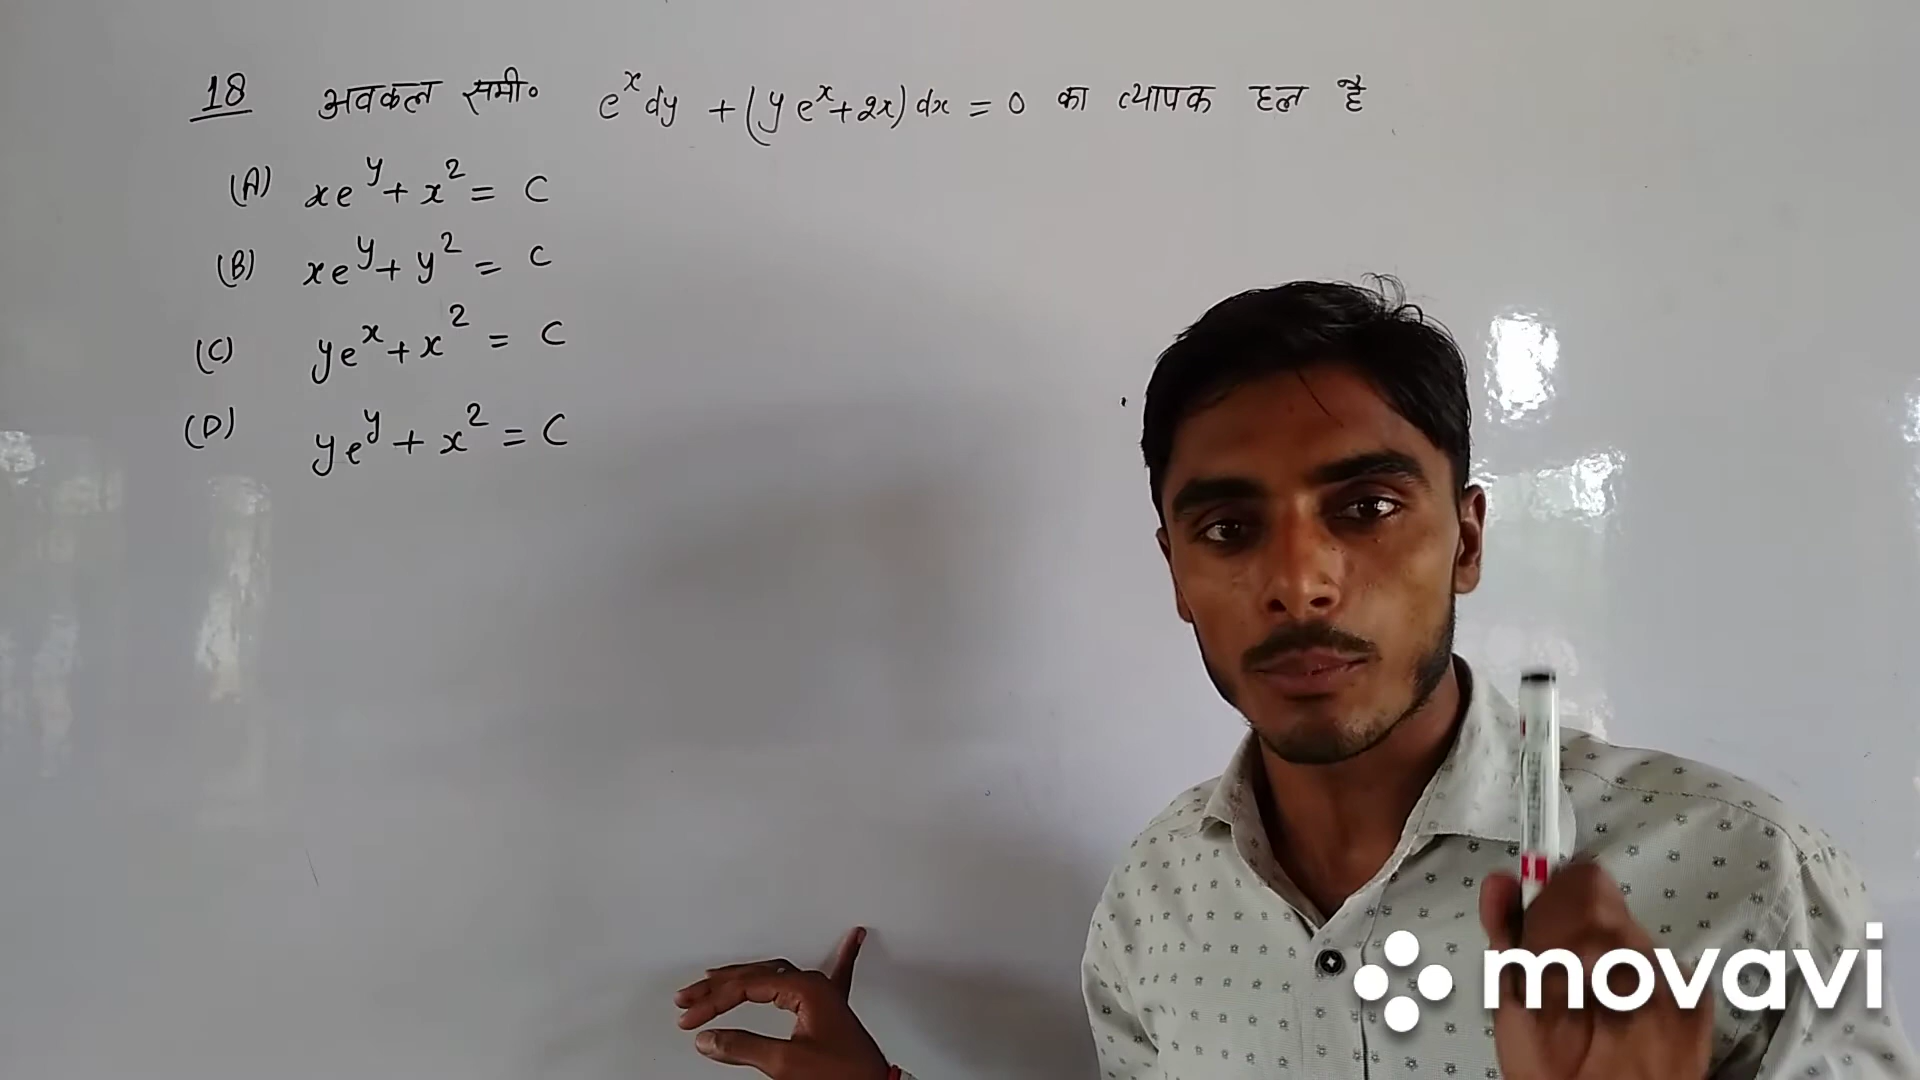 18 अवकल समी० e^x dy + (y e^x + 2x) dx = 0 का व्यापक हल है
(A) xe^y + x^2 = C
(B) xe^y + y^2 = C
(C) ye^x + x^2 = C
(D) ye^y + x^2 = C
movavi